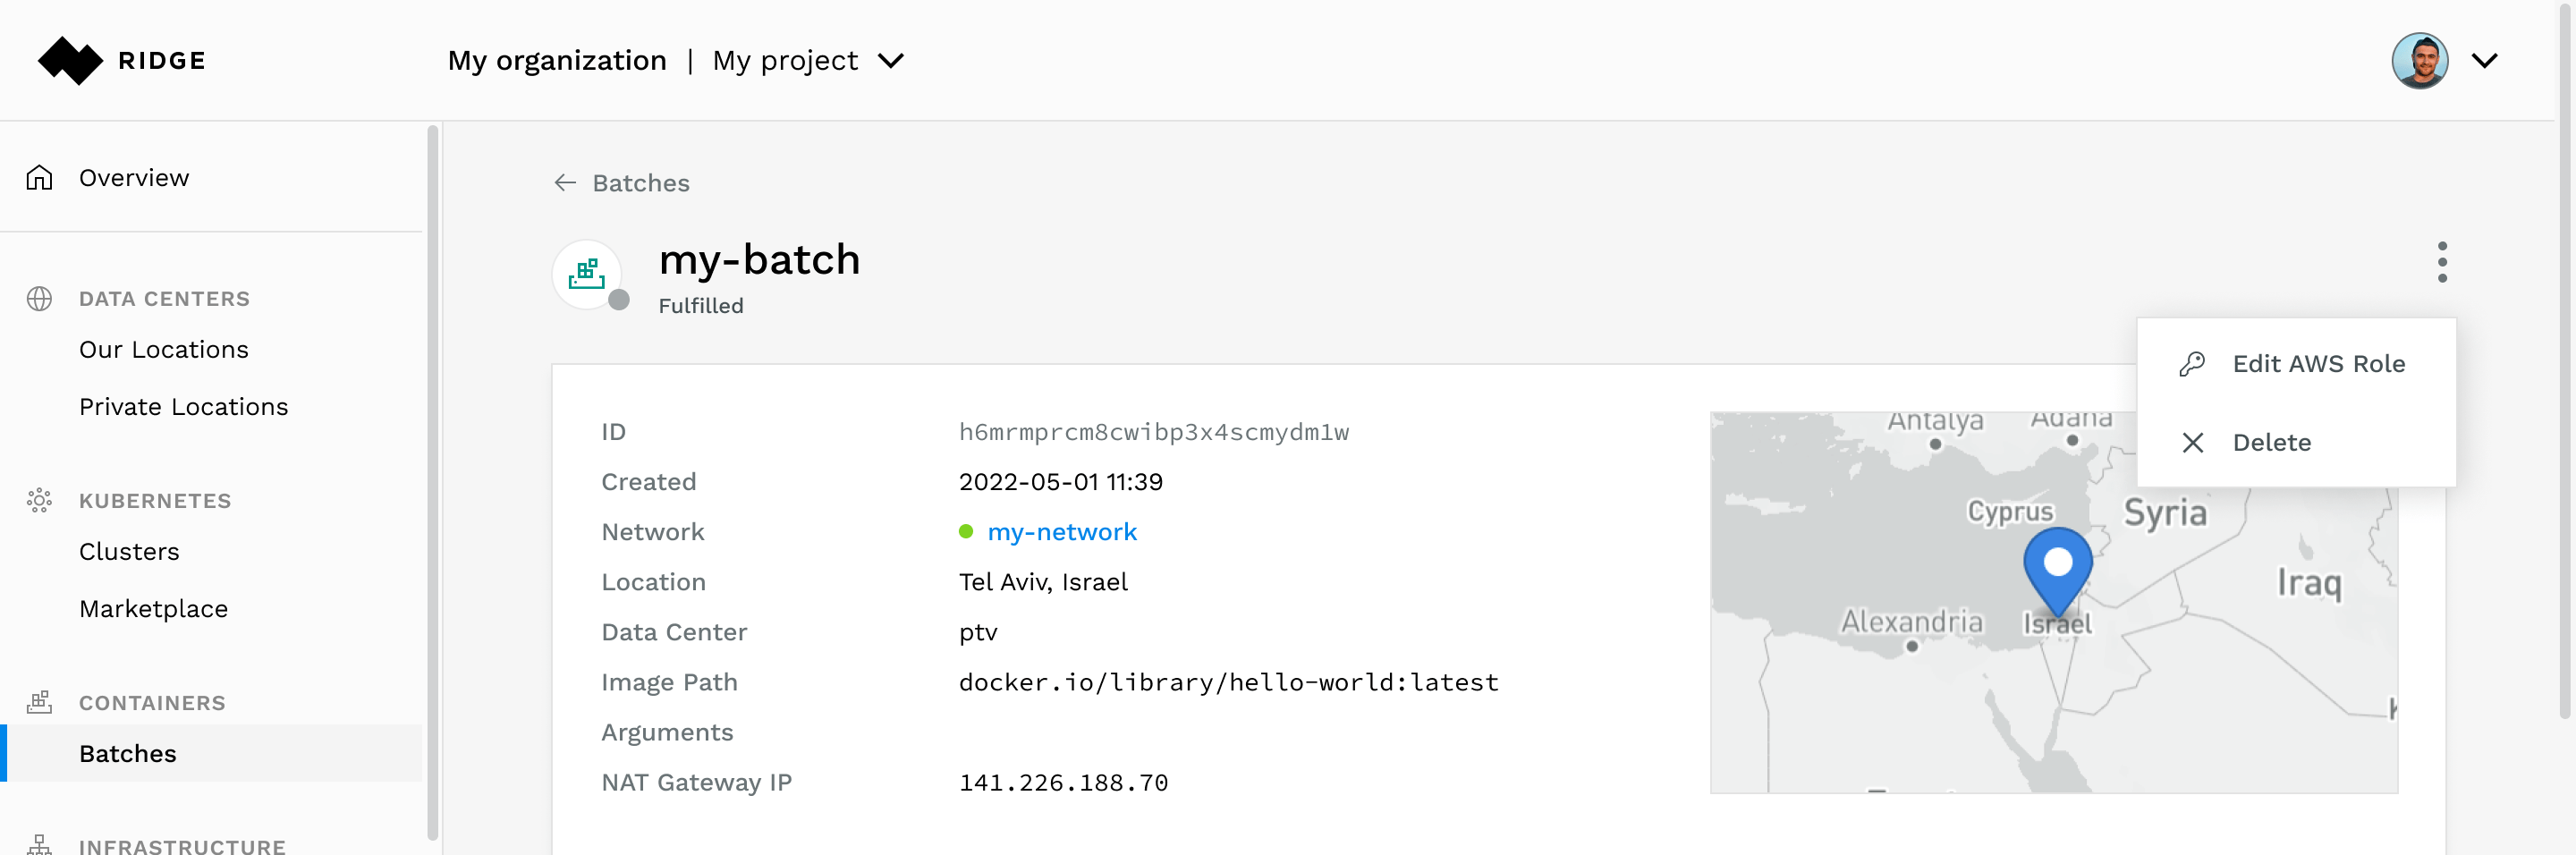 RIDGE
My organization | My project
Overview
DATA CENTERS
Our Locations
Private Locations
KUBERNETES
Clusters
Marketplace
CONTAINERS
Batches
INFRASTRUCTURE
Batches
my-batch
Fulfilled
Edit AWS Role
Delete
ID h6mrmprcm8cwibp3x4scmydm1w
Created 2022-05-01 11:39
Network my-network
Location Tel Aviv, Israel
Data Center ptv
Image Path docker.io/library/hello-world:latest
Arguments
NAT Gateway IP 141.226.188.70
Antalya Adana
Cyprus Syria
Iraq
Alexandria Israel